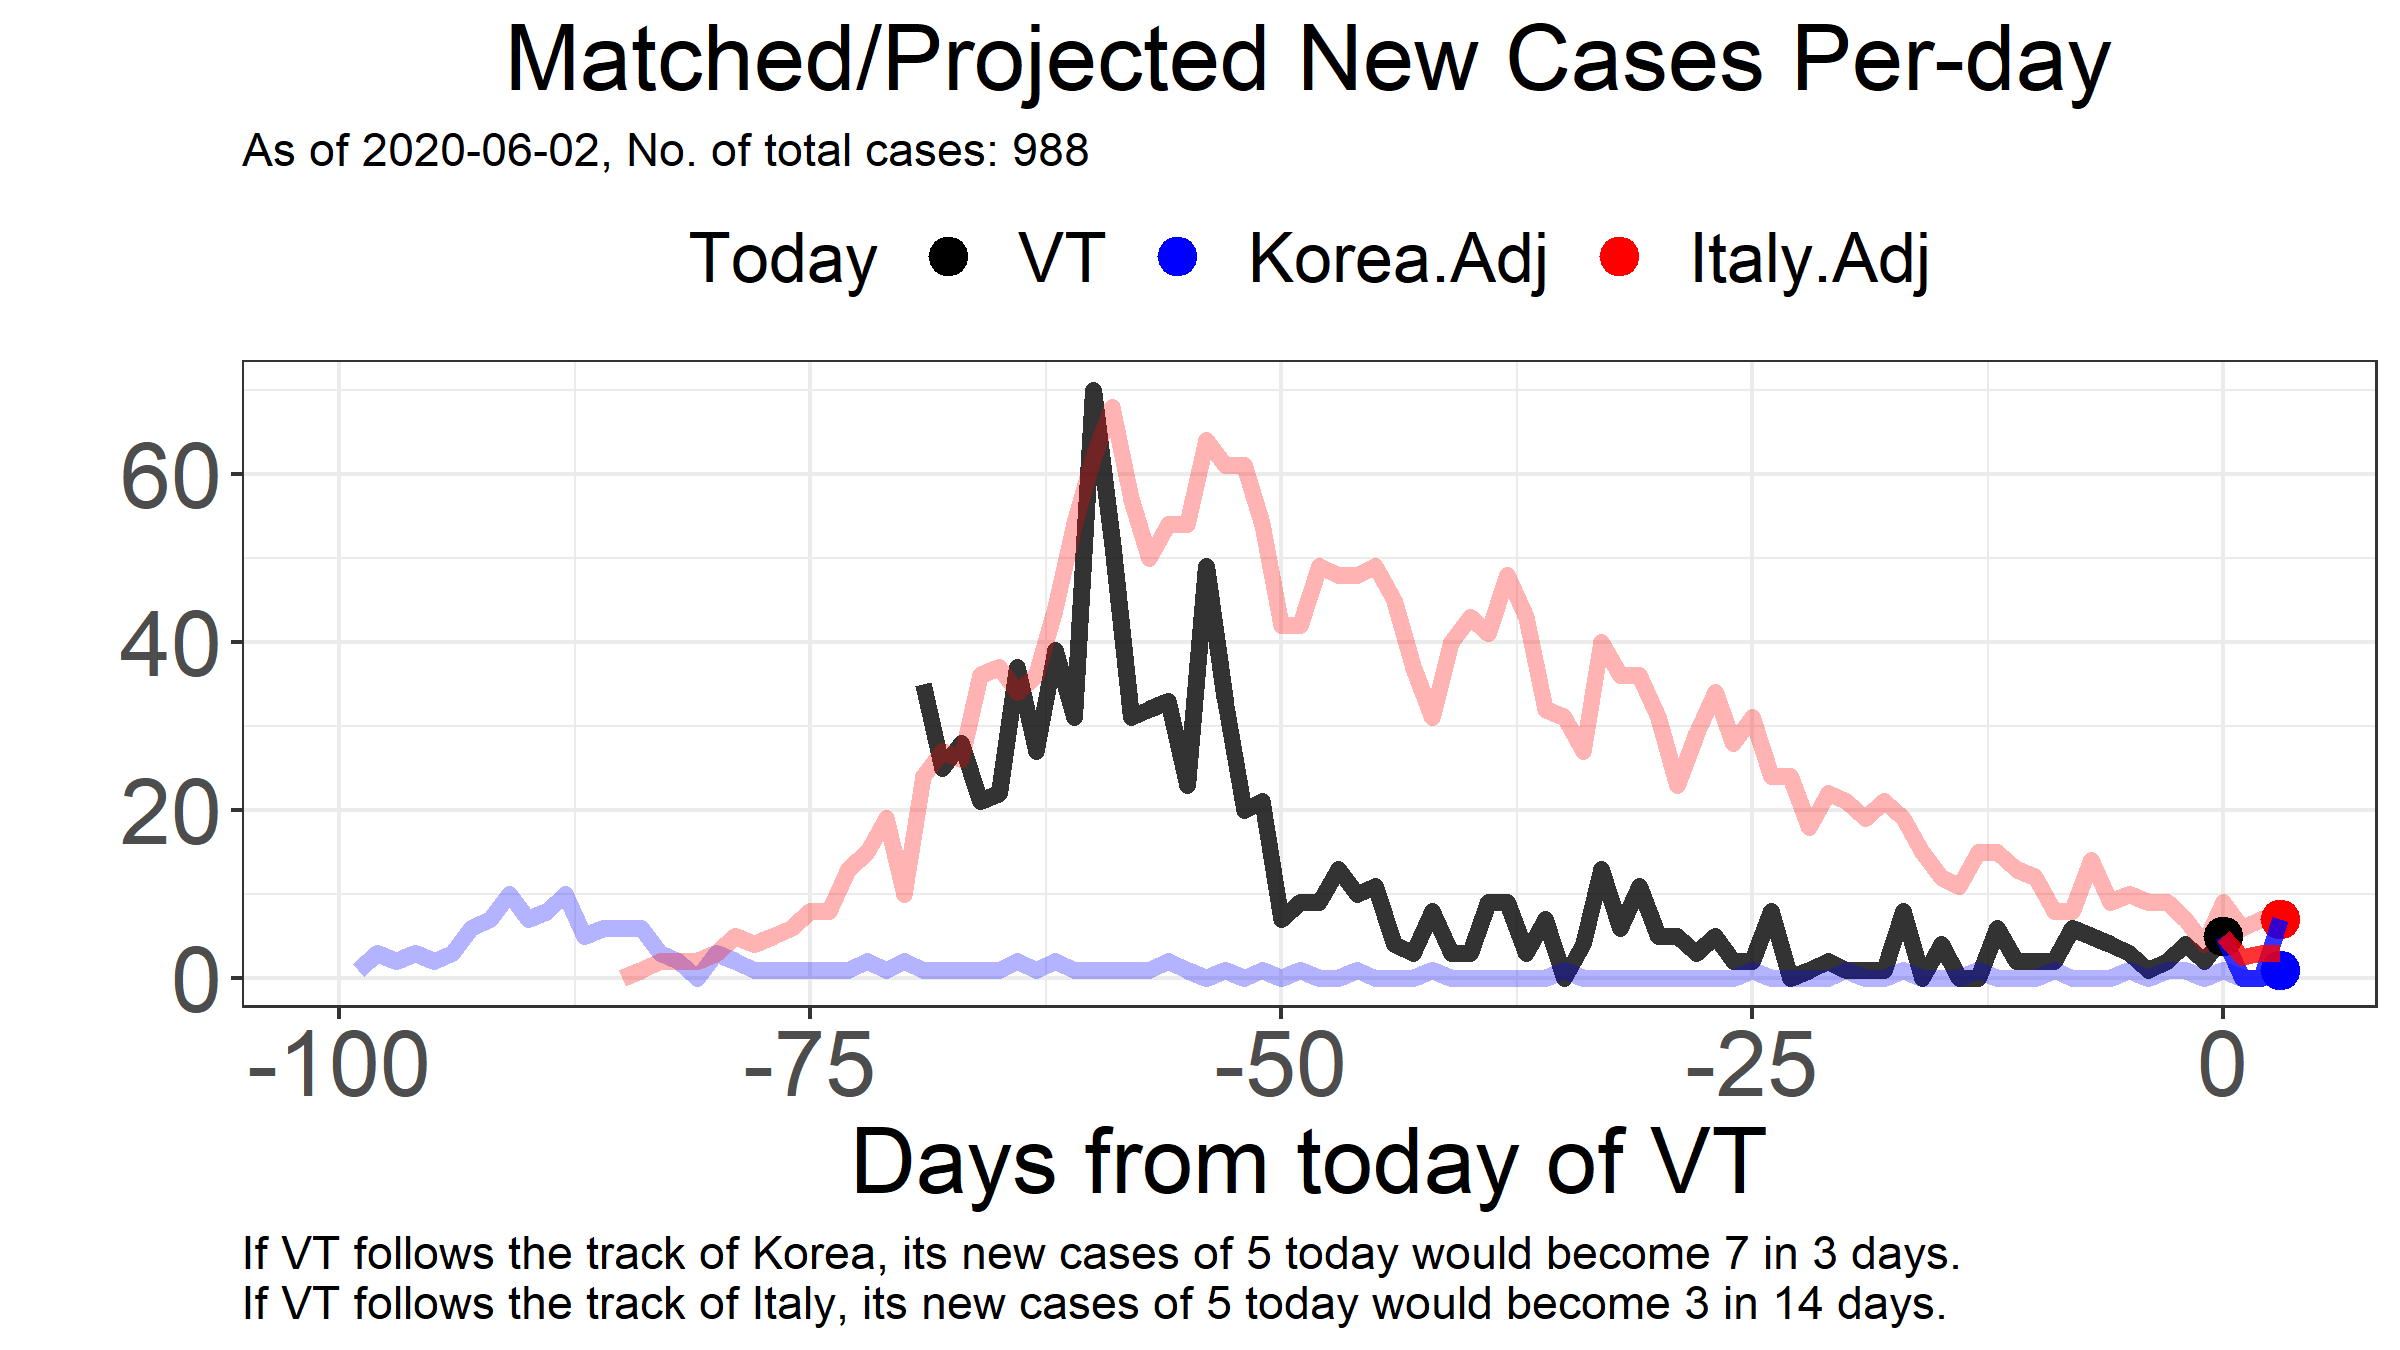 Matched/Projected New Cases Per-day
As of 2020-06-02, No. of total cases: 988
Today VT Korea.Adj Italy.Adj
60
40
20
0
-100 -75 -50 -25 0
Days from today of VT
If VT follows the track of Korea, its new cases of 5 today would become 7 in 3 days.
If VT follows the track of Italy, its new cases of 5 today would become 3 in 14 days.